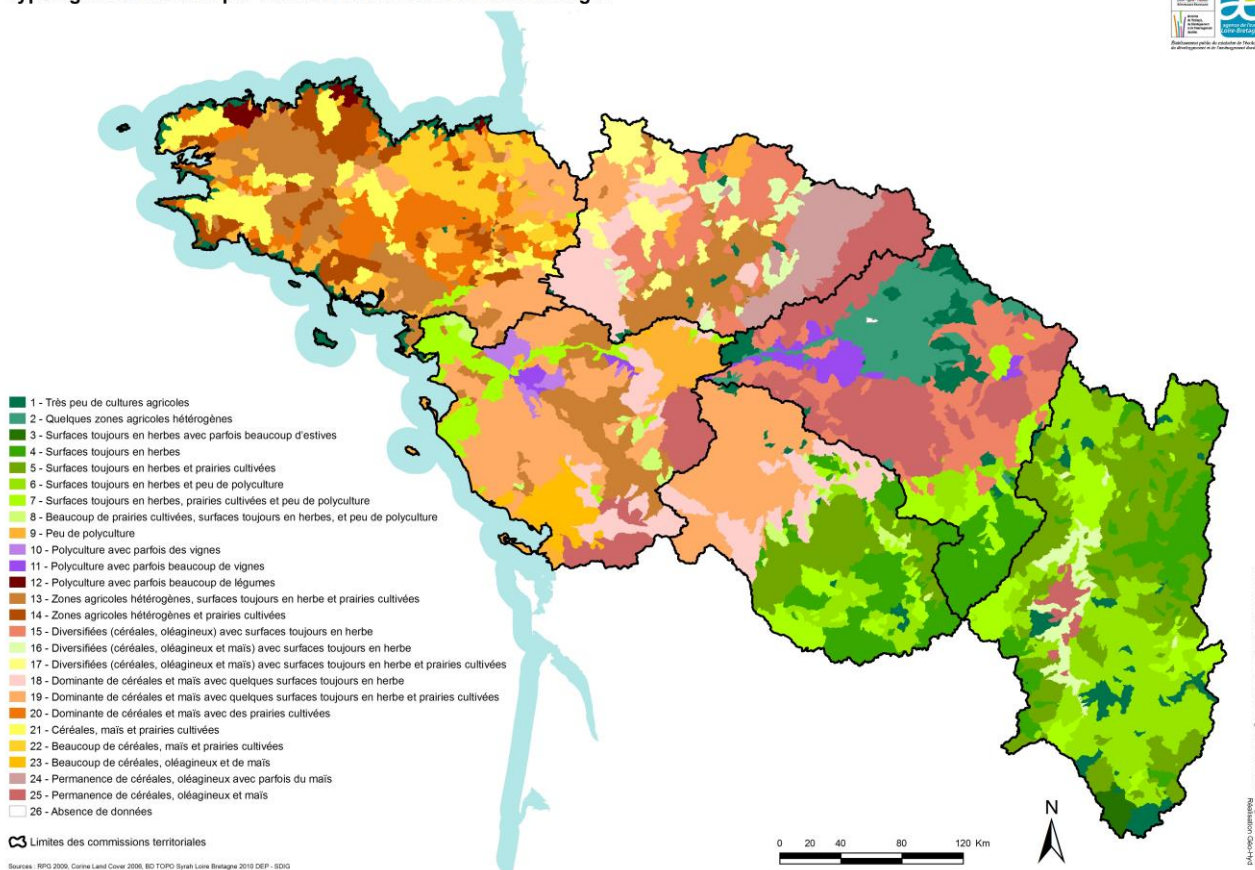 1 - Très peu de cultures agricoles
2 - Quelques zones agricoles hétérogènes
3 - Surfaces toujours en herbes avec parfois beaucoup d'estives
4 - Surfaces toujours en herbes
5 - Surfaces toujours en herbes et prairies cultivées
6 - Surfaces toujours en herbes et peu de polyculture
7 - Surfaces toujours en herbes, prairies cultivées et peu de polyculture
8 - Beaucoup de prairies cultivées, surfaces toujours en herbes, et peu de polyculture
9 - Peu de polyculture
10 - Polyculture avec parfois des vignes
11 - Polyculture avec parfois beaucoup de vignes
12 - Polyculture avec parfois beaucoup de légumes
13 - Zones agricoles hétérogènes, surfaces toujours en herbe et prairies cultivées
14 - Zones agricoles hétérogènes et prairies cultivées
15 - Diversifiées (céréales, oléagineux) avec surfaces toujours en herbe
16 - Diversifiées (céréales, oléagineux et maïs) avec surfaces toujours en herbe
17 - Diversifiées (céréales, oléagineux et maïs) avec surfaces toujours en herbe et prairies cultivées
18 - Dominante de céréales et maïs avec quelques surfaces toujours en herbe
19 - Dominante de céréales et maïs avec quelques surfaces toujours en herbe et prairies cultivées
20 - Dominante de céréales et maïs avec des prairies cultivées
21 - Céréales, maïs et prairies cultivées
22 - Beaucoup de céréales, maïs et prairies cultivées
23 - Beaucoup de céréales, oléagineux et de maïs
24 - Permanence de céréales, oléagineux avec parfois du maïs
25 - Permanence de céréales, oléagineux et maïs
26 - Absence de données
Limites des commissions territoriales
Sources : RPG 2009, Corine Land Cover 2006, BD TOPO Syrah Loire Bretagne 2010 DEP - SDIG
0 20 40 80 120 Km
N
Réalisation Géo-Hyd
æ
agence de l'eau
Loire-Bretagne